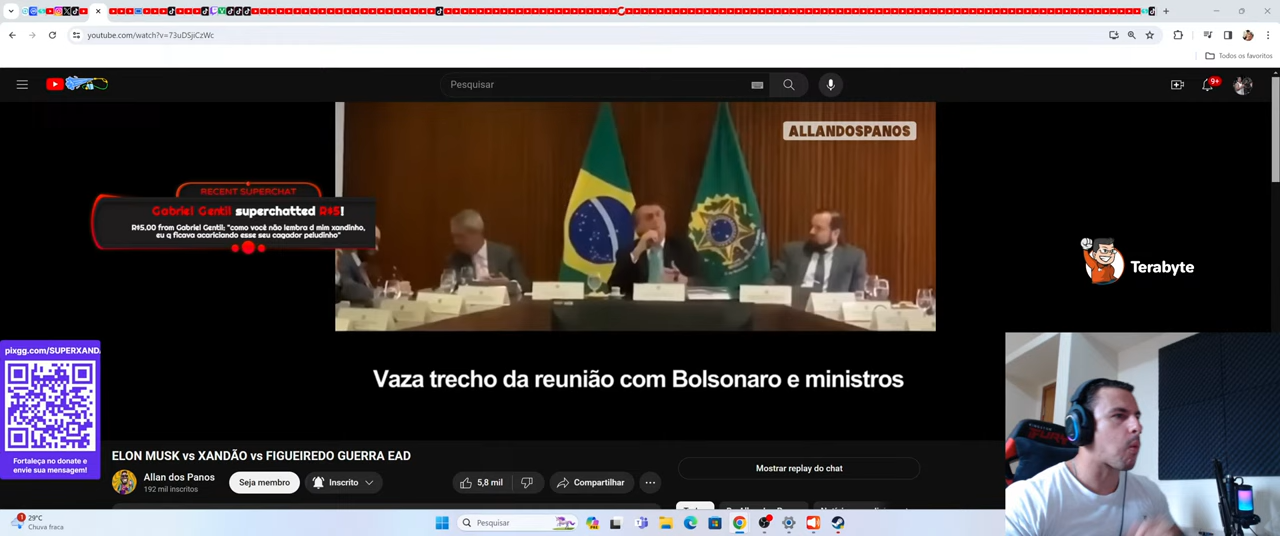 youtube.com/watch?v=73uDSjiCzWc
Todos os favoritos
Pesquisar
9+
ALLANDOSPANOS
RECENT SUPERCHAT
Gabriel Gentil superchatted R$5!
R$5.00 from Gabriel Gentil: "como você não lembra d mim xandinho,
eu q ficava acariciando esse seu cagador peludinho"
Terabyte
pixgg.com/SUPERXANDA
Fortaleça no donate e
envie sua mensagem!
Vaza trecho da reunião com Bolsonaro e ministros
ELON MUSK vs XANDÃO vs FIGUEIREDO GUERRA EAD
Allan dos Panos
192 mil inscritos
Seja membro
Inscrito
5,8 mil
Compartilhar
Mostrar replay do chat
1
29°C
Chuva fraca
Pesquisar